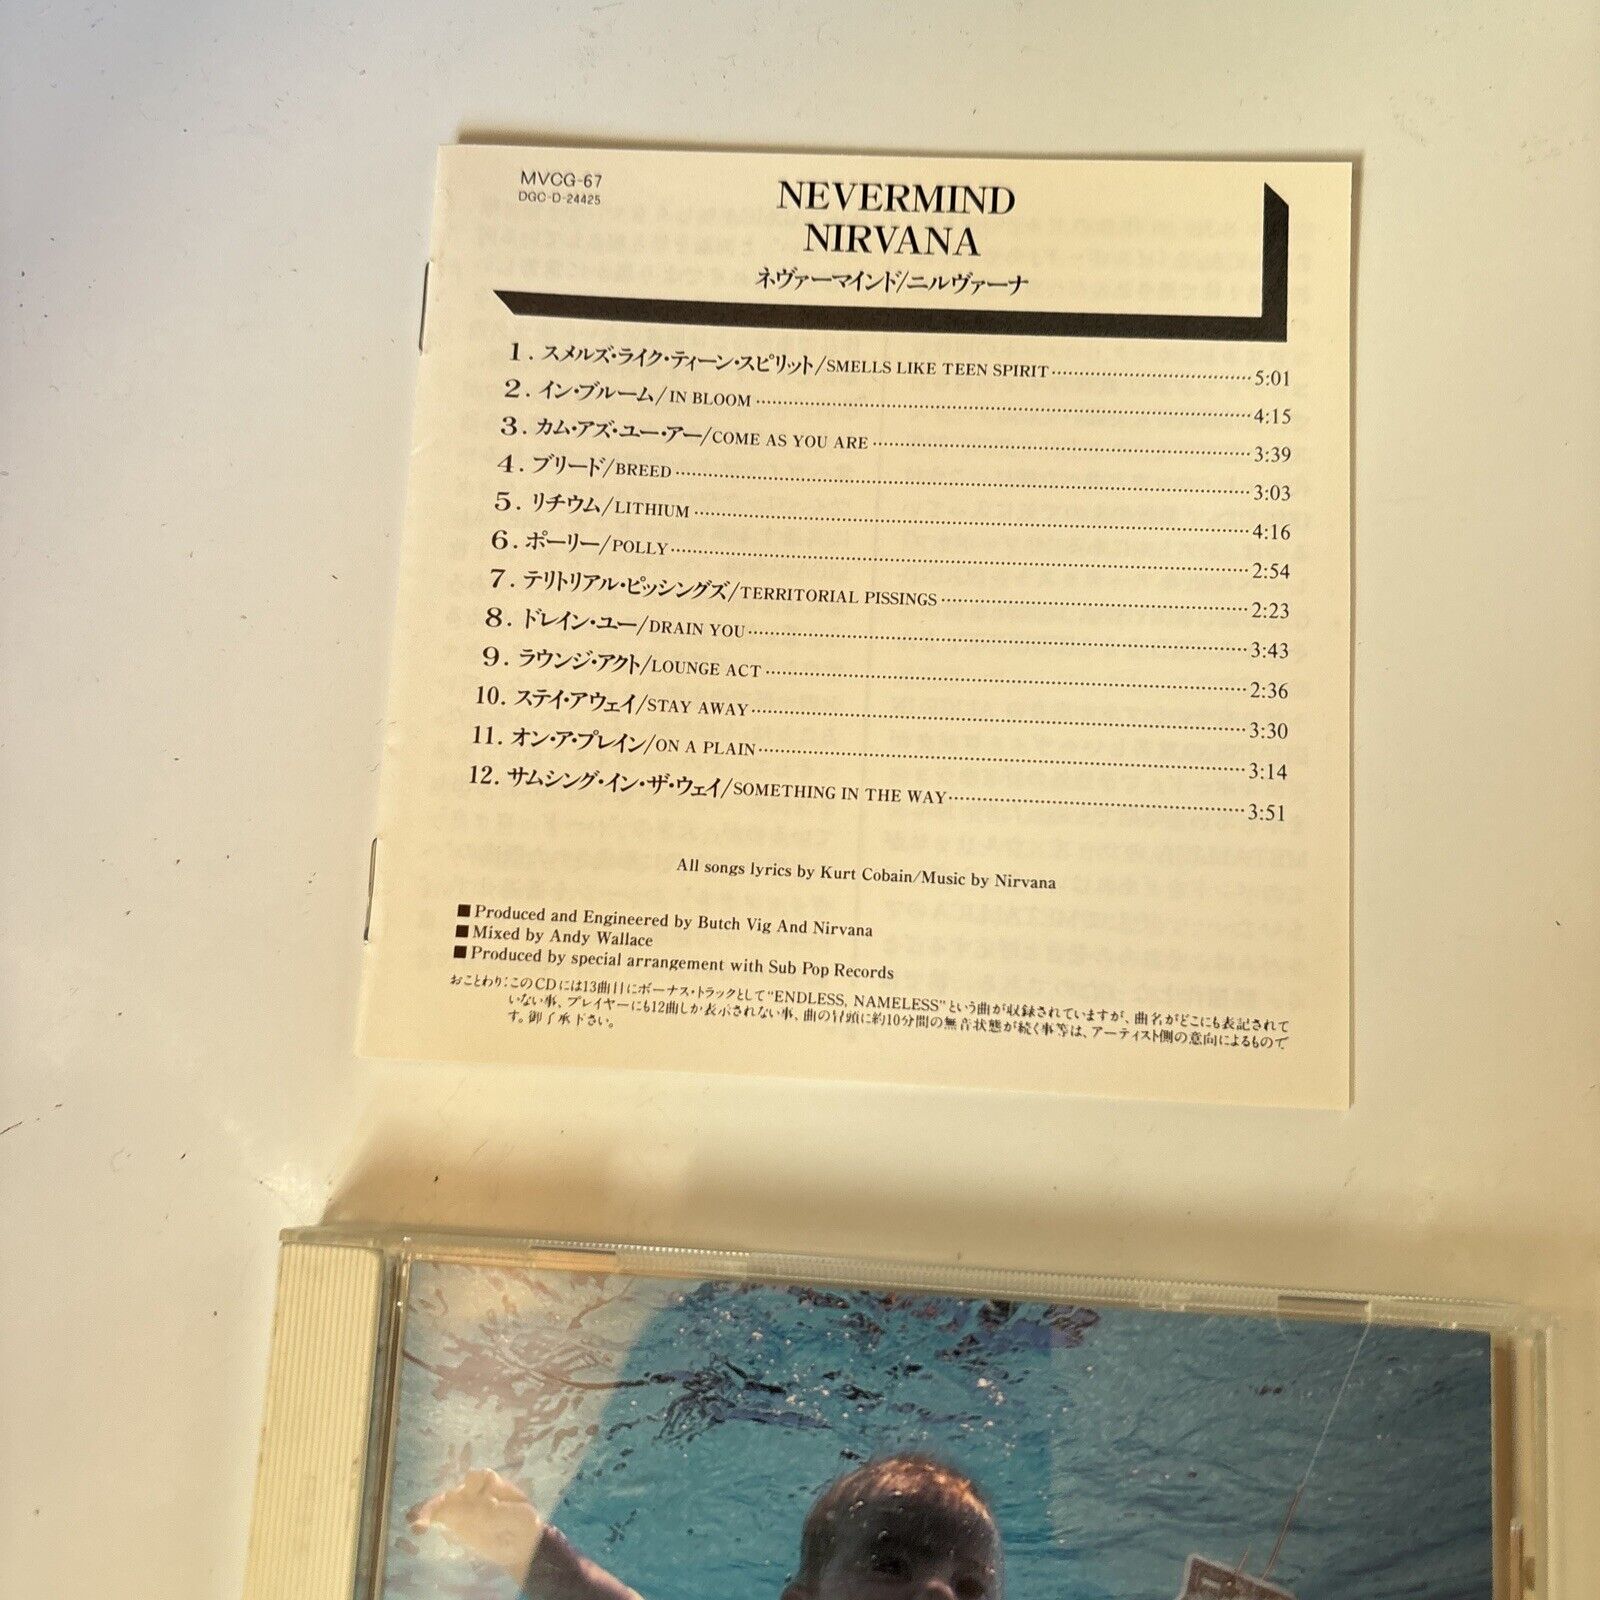 MVCG-67
DGC-D-24425
NEVERMIND
NIRVANA
ネヴァーマインド/ニルヴァーナ
1. スメルズ・ライク・ティーン・スピリット/SMELLS LIKE TEEN SPIRIT 5:01
2. イン・ブルーム/IN BLOOM 4:15
3. カム・アズ・ユー・アー/COME AS YOU ARE 3:39
4. ブリード/BREED 3:03
5. リチウム/LITHIUM 4:16
6. ポーリー/POLLY 2:54
7. テリトリアル・ピッシングズ/TERRITORIAL PISSINGS 2:23
8. ドレイン・ユー/DRAIN YOU 3:43
9. ラウンジ・アクト/LOUNGE ACT 2:36
10. ステイ・アウェイ/STAY AWAY 3:30
11. オン・ア・プレイン/ON A PLAIN 3:14
12. サムシング・イン・ザ・ウェイ/SOMETHING IN THE WAY 3:51
All songs lyrics by Kurt Cobain/Music by Nirvana
■Produced and Engineered by Butch Vig And Nirvana
■Mixed by Andy Wallace
■Produced by special arrangement with Sub Pop Records
おことわり:このCDには13曲目にボーナス・トラックとして"ENDLESS, NAMELESS"という曲が収録されていますが、曲名がどこにも表記されて
いない事、プレイヤーにも12曲しか表示されない事、曲の冒頭に約10分間の無音状態が続く事等は、アーティスト側の意向によるもので
す。御了承下さい。